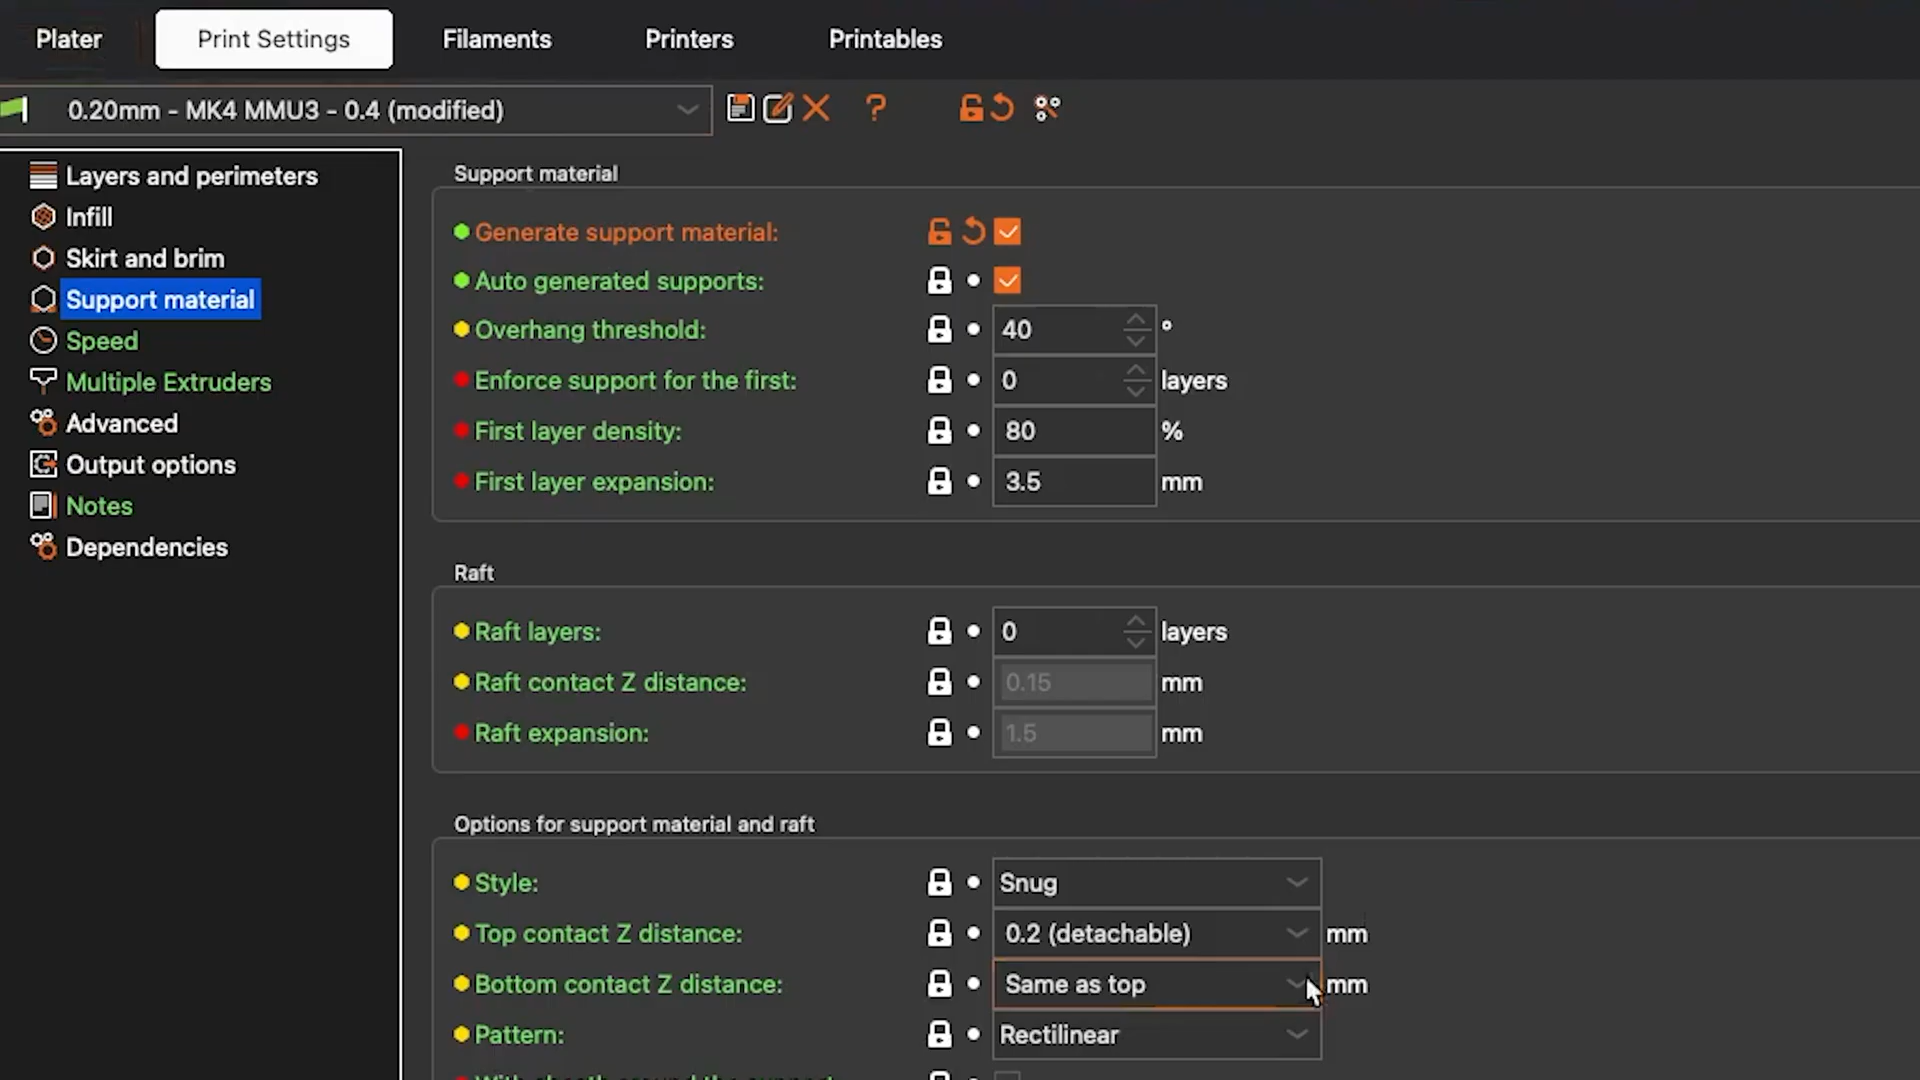 Plater Print Settings Filaments Printers Printables
0.20mm - MK4 MMU3 - 0.4 (modified) ?
Layers and perimeters
Infill
Skirt and brim
Support material
Speed
Multiple Extruders
Advanced
Output options
Notes
Dependencies
Support material
Generate support material:
Auto generated supports:
Overhang threshold: 40 °
Enforce support for the first: 0 layers
First layer density: 80 %
First layer expansion: 3.5 mm
Raft
Raft layers: 0 layers
Raft contact Z distance: 0.15 mm
Raft expansion: 1.5 mm
Options for support material and raft
Style: Snug
Top contact Z distance: 0.2 (detachable) mm
Bottom contact Z distance: Same as top mm
Pattern: Rectilinear